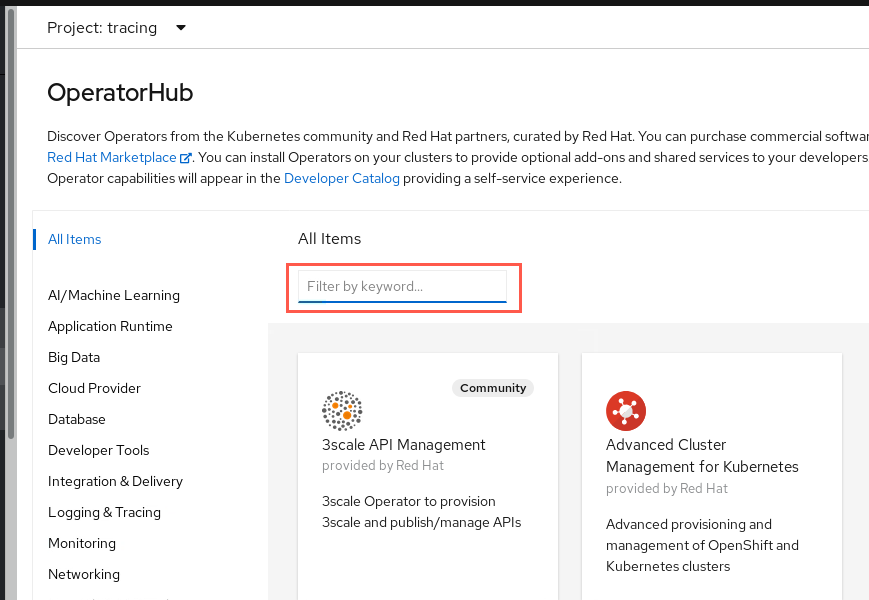 Project: tracing
OperatorHub
Discover Operators from the Kubernetes community and Red Hat partners, curated by Red Hat. You can purchase commercial
Red Hat Marketplace. You can install Operators on your clusters to provide optional add-ons and shared services to your developers
Operator capabilities will appear in the Developer Catalog providing a self-service experience.
All Items
AI/Machine Learning
Application Runtime
Big Data
Cloud Provider
Database
Developer Tools
Integration & Delivery
Logging & Tracing
Monitoring
Networking
All Items
Filter by keyword...
Community
3scale API Management
provided by Red Hat
3scale Operator to provision
3scale and publish/manage APIs
Advanced Cluster
Management for Kubernetes
provided by Red Hat
Advanced provisioning and
management of OpenShift and
Kubernetes clusters